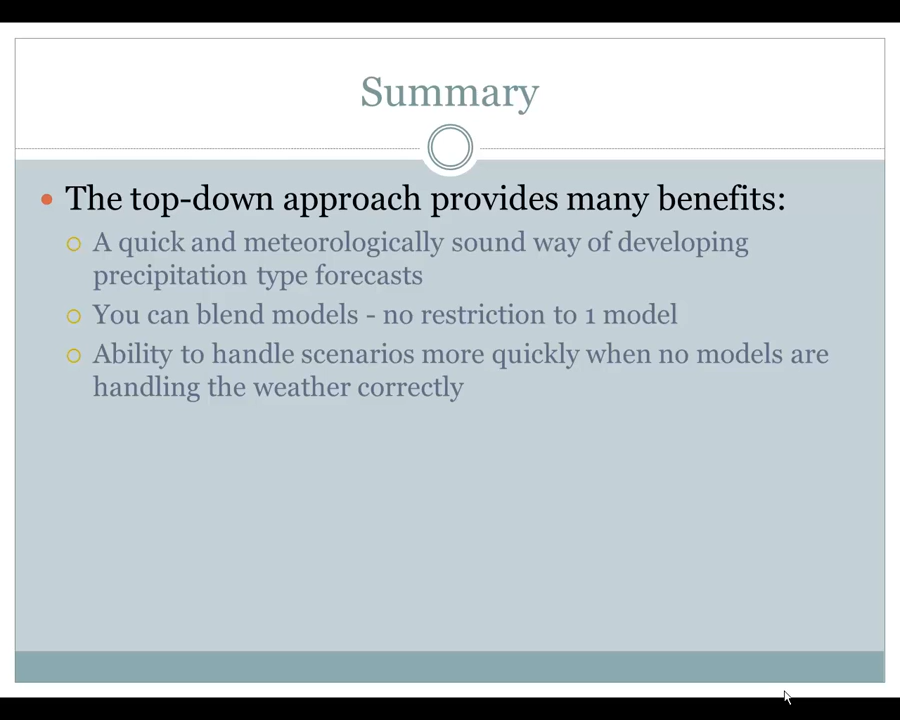 Summary
The top-down approach provides many benefits:
A quick and meteorologically sound way of developing
precipitation type forecasts
You can blend models - no restriction to 1 model
Ability to handle scenarios more quickly when no models are
handling the weather correctly